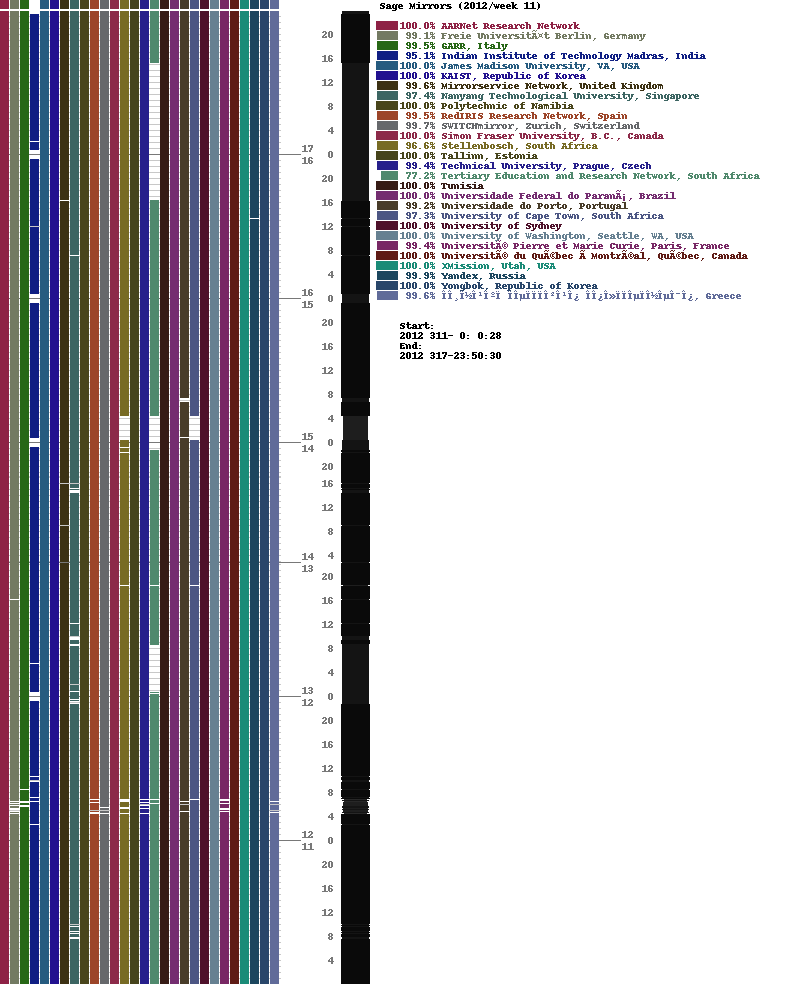 Sage Mirrors (2012/week 11)
100.0% AARNet Research Network
99.1% Freie UniversitÃ×t Berlin, Germany
99.5% GARR, Italy
95.1% Indian Institute of Technology Madras, India
100.0% James Madison University, VA, USA
100.0% KAIST, Republic of Korea
99.6% Mirrorservice Network, United Kingdom
97.4% Nanyang Technological University, Singapore
100.0% Polytechnic of Namibia
99.5% RedIRIS Research Network, Spain
99.7% SWITCHmirror, Zurich, Switzerland
100.0% Simon Fraser University, B.C., Canada
96.6% Stellenbosch, South Africa
100.0% Tallinn, Estonia
99.4% Technical University, Prague, Czech
77.2% Tertiary Education and Research Network, South Africa
100.0% Tunisia
100.0% Universidade Federal do ParanÃ¡, Brazil
99.2% Universidade do Porto, Portugal
97.3% University of Cape Town, South Africa
100.0% University of Sydney
100.0% University of Washington, Seattle, WA, USA
99.4% UniversitÃ© Pierre et Marie Curie, Paris, France
100.0% UniversitÃ© du QuÃ©bec Ã MontrÃ©al, QuÃ©bec, Canada
100.0% XMission, Utah, USA
99.9% Yandex, Russia
100.0% Yongbok, Republic of Korea
99.6% Greece
Start:
2012 311- 0: 0:28
End:
2012 317-23:50:30
20
16
12
8
4
17
0
16
20
16
12
8
4
16
0
15
20
16
12
8
4
15
0
14
20
16
12
8
14
4
13
20
16
12
8
4
13
0
12
20
16
12
8
4
12
0
11
20
16
12
8
4